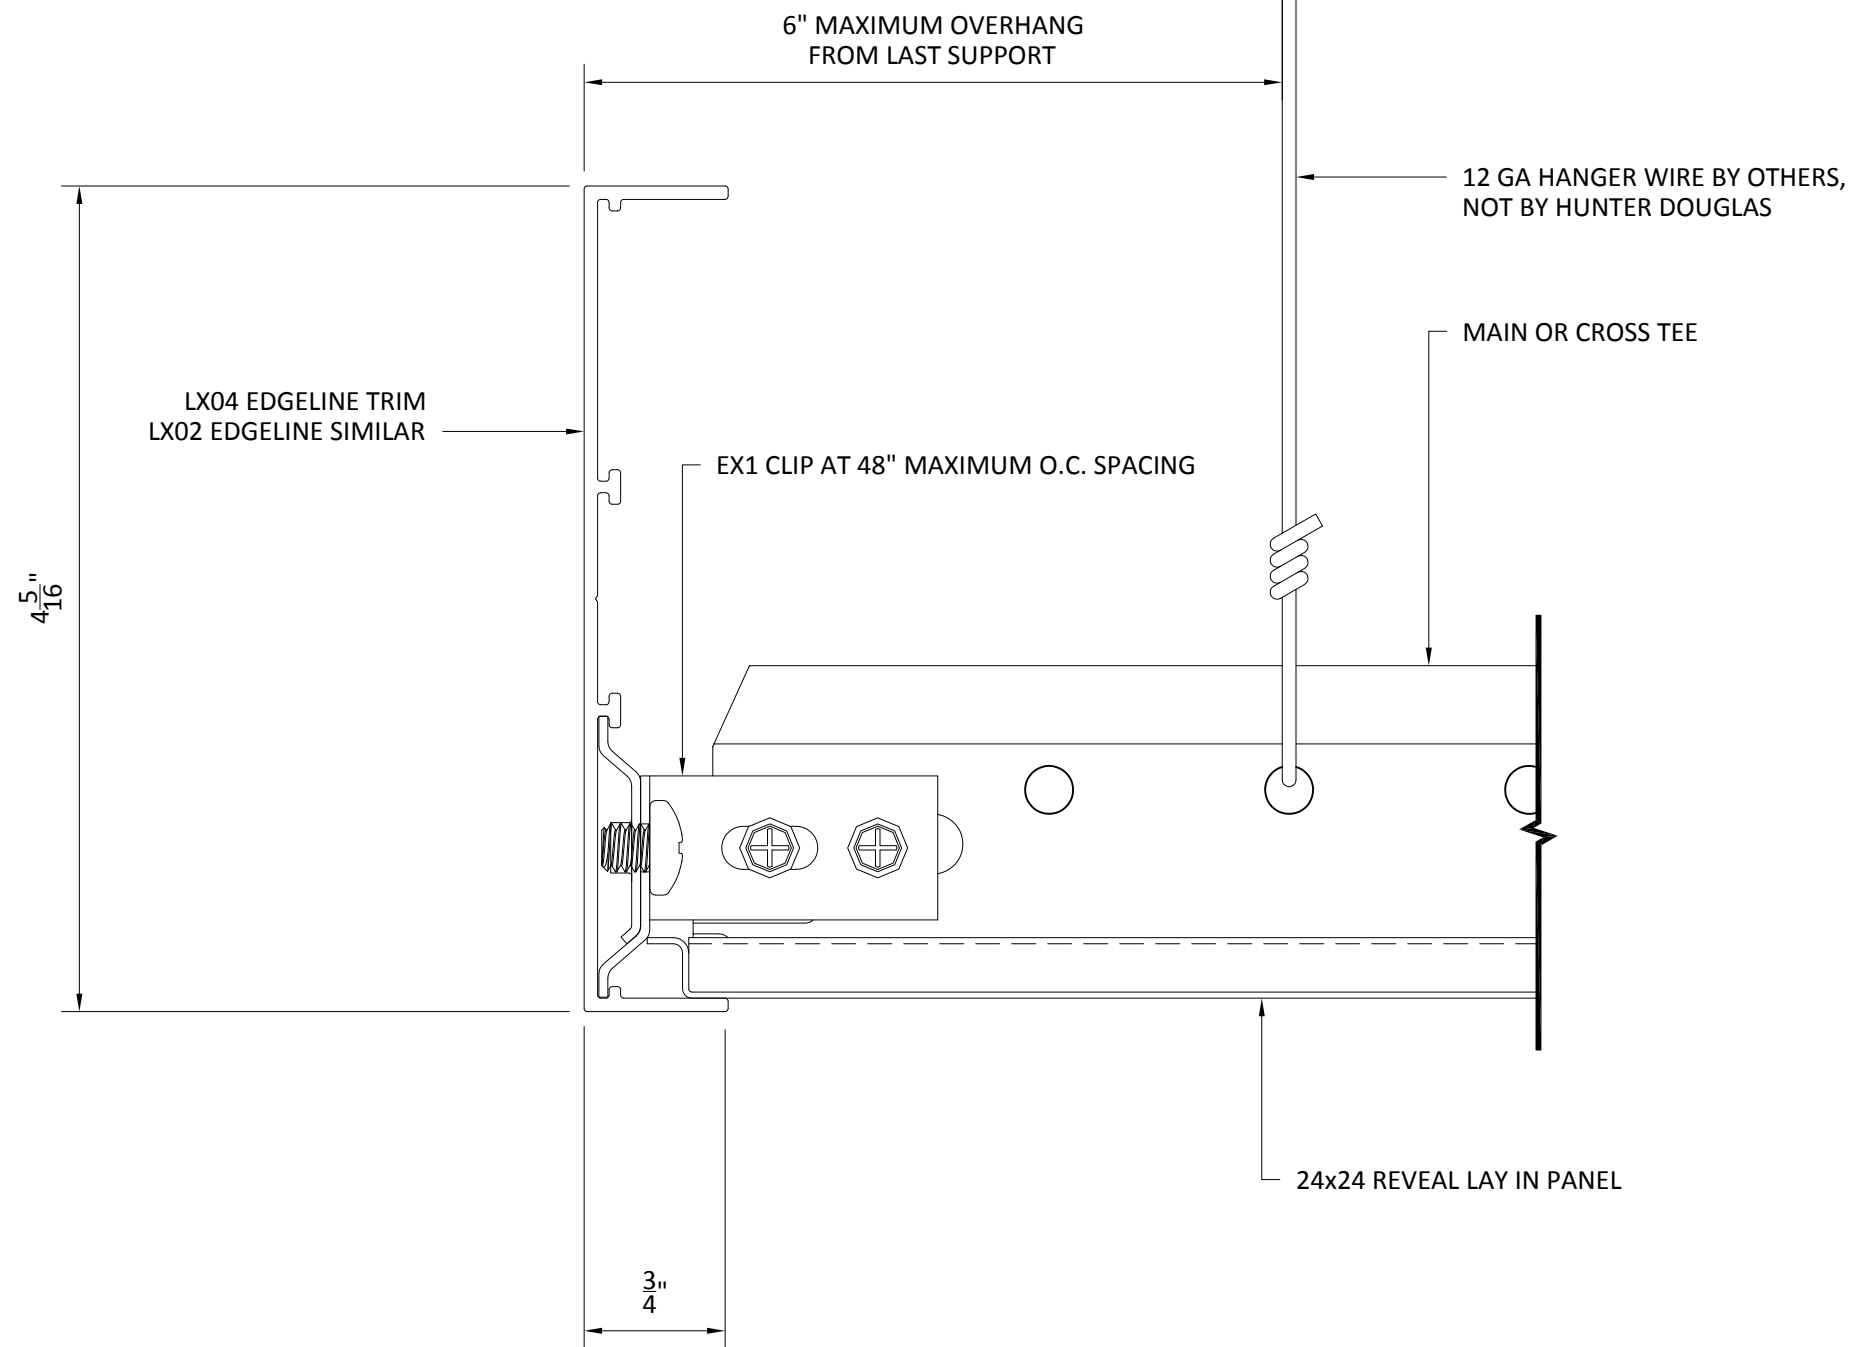 6" MAXIMUM OVERHANG
FROM LAST SUPPORT
12 GA HANGER WIRE BY OTHERS,
NOT BY HUNTER DOUGLAS
MAIN OR CROSS TEE
LX04 EDGELINE TRIM
LX02 EDGELINE SIMILAR
EX1 CLIP AT 48" MAXIMUM O.C. SPACING
4 5/16"
24x24 REVEAL LAY IN PANEL
3/4"